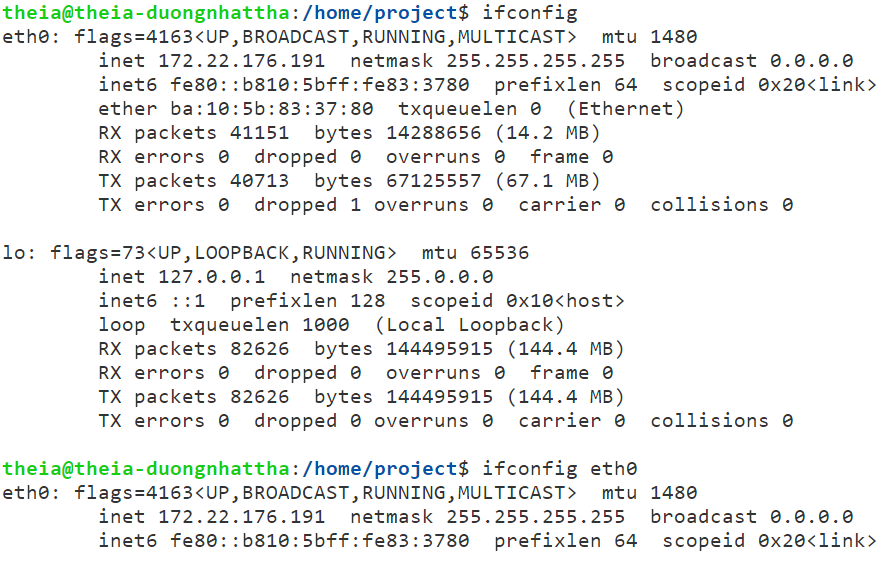 theia@theia-duongnhattha:/home/project$ ifconfig
eth0: flags=4163<UP,BROADCAST,RUNNING,MULTICAST>  mtu 1480
        inet 172.22.176.191  netmask 255.255.255.255  broadcast 0.0.0.0
        inet6 fe80::b810:5bff:fe83:3780  prefixlen 64  scopeid 0x20<link>
        ether ba:10:5b:83:37:80  txqueuelen 0  (Ethernet)
        RX packets 41151  bytes 14288656 (14.2 MB)
        RX errors 0  dropped 0  overruns 0  frame 0
        TX packets 40713  bytes 67125557 (67.1 MB)
        TX errors 0  dropped 1 overruns 0  carrier 0  collisions 0

lo: flags=73<UP,LOOPBACK,RUNNING>  mtu 65536
        inet 127.0.0.1  netmask 255.0.0.0
        inet6 ::1  prefixlen 128  scopeid 0x10<host>
        loop  txqueuelen 1000  (Local Loopback)
        RX packets 82626  bytes 144495915 (144.4 MB)
        RX errors 0  dropped 0  overruns 0  frame 0
        TX packets 82626  bytes 144495915 (144.4 MB)
        TX errors 0  dropped 0 overruns 0  carrier 0  collisions 0

theia@theia-duongnhattha:/home/project$ ifconfig eth0
eth0: flags=4163<UP,BROADCAST,RUNNING,MULTICAST>  mtu 1480
        inet 172.22.176.191  netmask 255.255.255.255  broadcast 0.0.0.0
        inet6 fe80::b810:5bff:fe83:3780  prefixlen 64  scopeid 0x20<link>